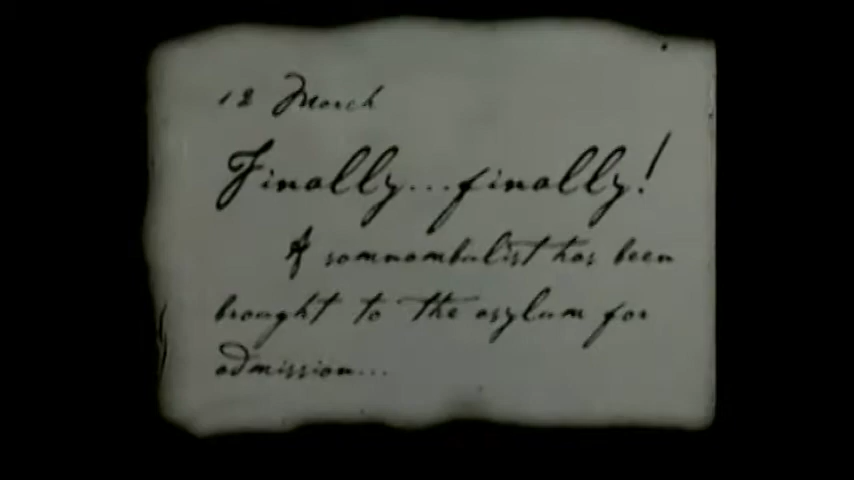 12 March
Finally...finally!
A somnambulist has been
brought to the asylum for
admission...